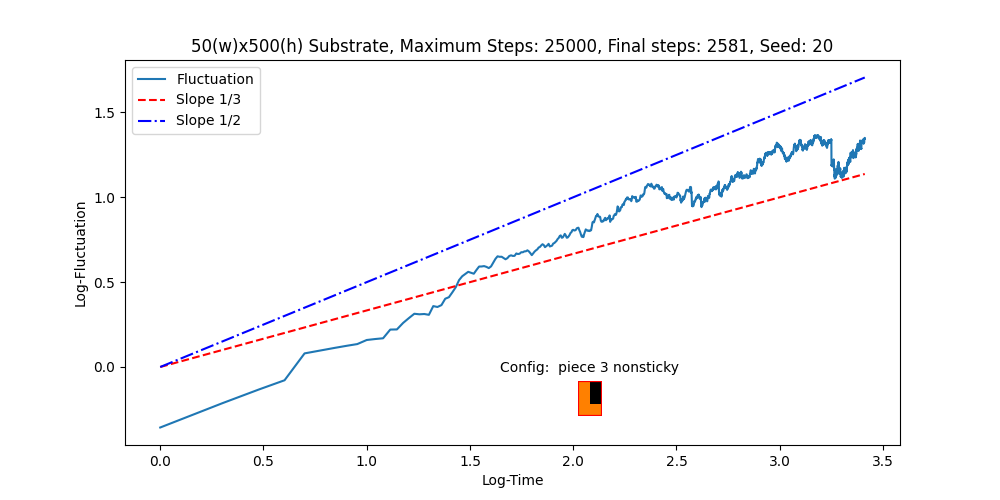 50(w)x500(h) Substrate, Maximum Steps: 25000, Final steps: 2581, Seed: 20
Fluctuation
Slope 1/3
Slope 1/2
Log-Fluctuation
1.5
1.0
0.5
0.0
Config:  piece 3 nonsticky
0.0 0.5 1.0 1.5 2.0 2.5 3.0 3.5
Log-Time